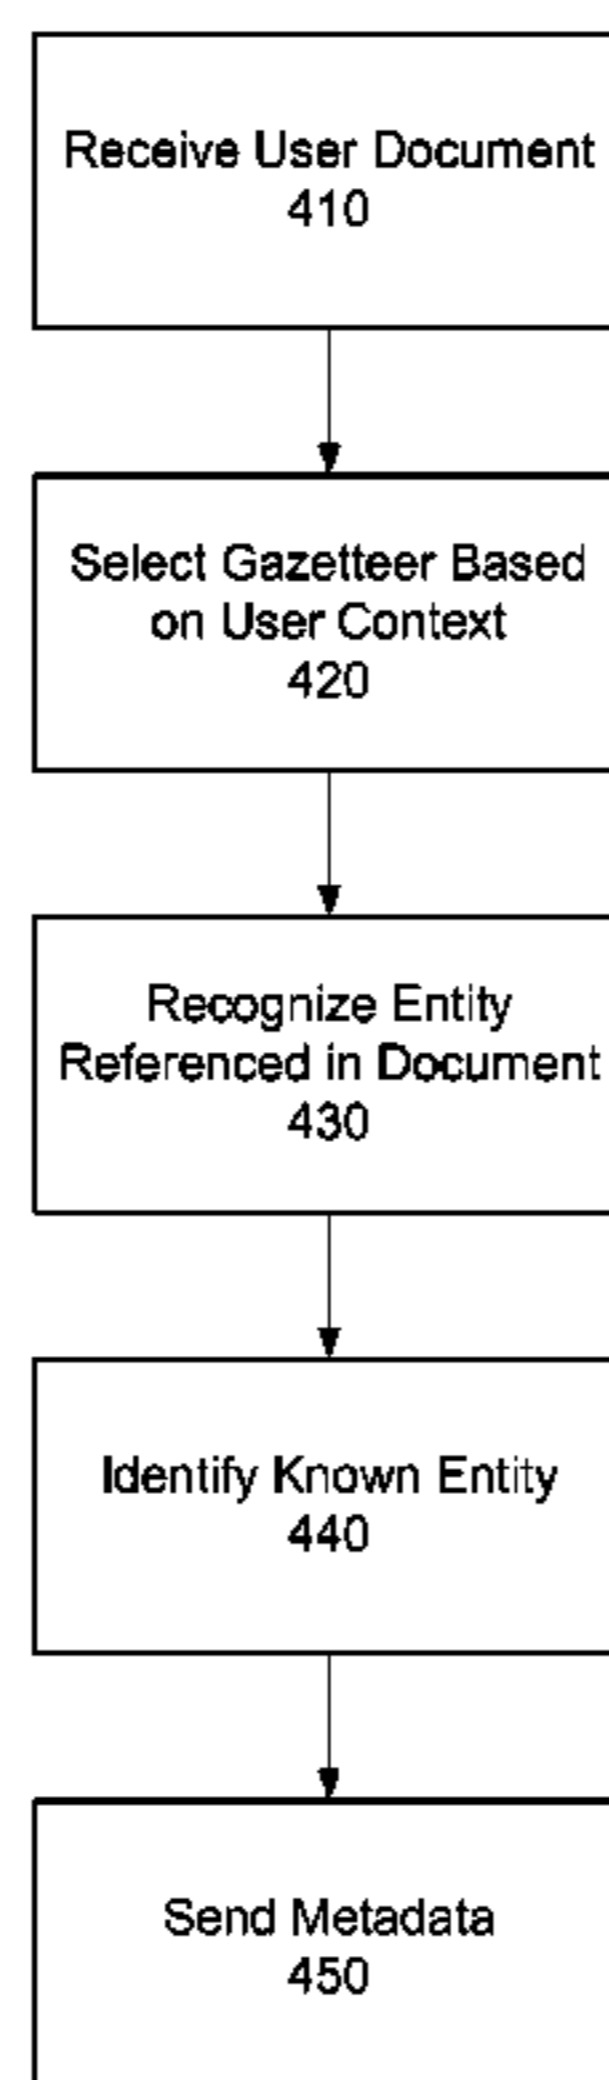 Receive User Document
410
Select Gazetteer Based
on User Context
420
Recognize Entity
Referenced in Document
430
Identify Known Entity
440
Send Metadata
450